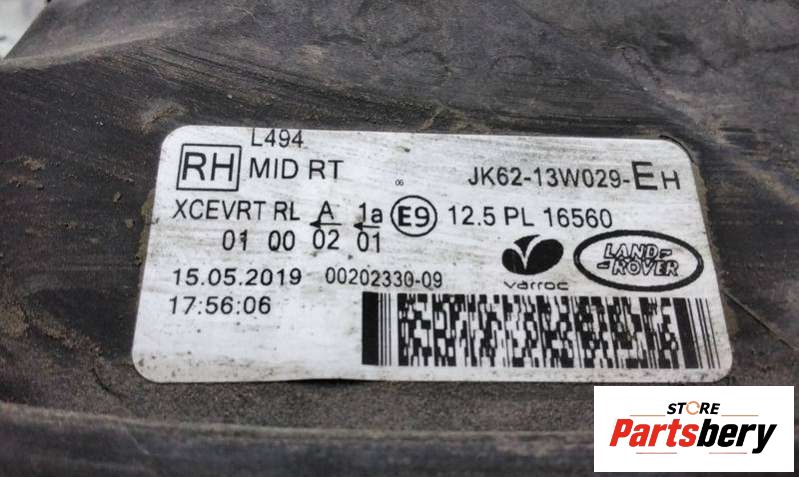 L494
RH MID RT
06
JK62-13W029-EH
XCEVRT RL A 1a E9 12.5 PL 16560
01 00 02 01
15.05.2019 00202330-09
17:56:06
varroc
LAND-
-ROVER
STORE
Partsbery